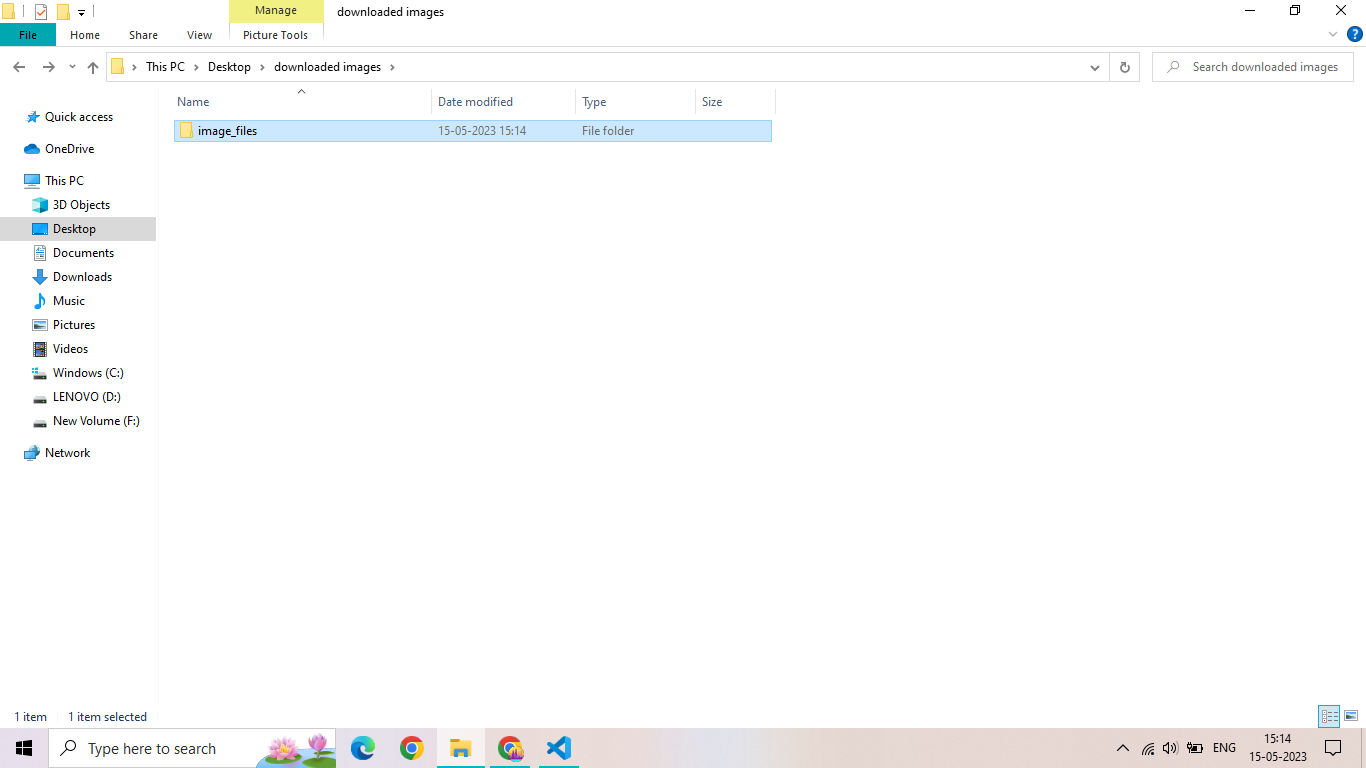 Manage downloaded images
File Home Share View Picture Tools
?
This PC Desktop downloaded images Search downloaded images
Name Date modified Type Size
image_files 15-05-2023 15:14 File folder
Quick access
OneDrive
This PC
3D Objects
Desktop
Documents
Downloads
Music
Pictures
Videos
Windows (C:)
LENOVO (D:)
New Volume (F:)
Network
1 item 1 item selected
Type here to search ENG 15:14
15-05-2023